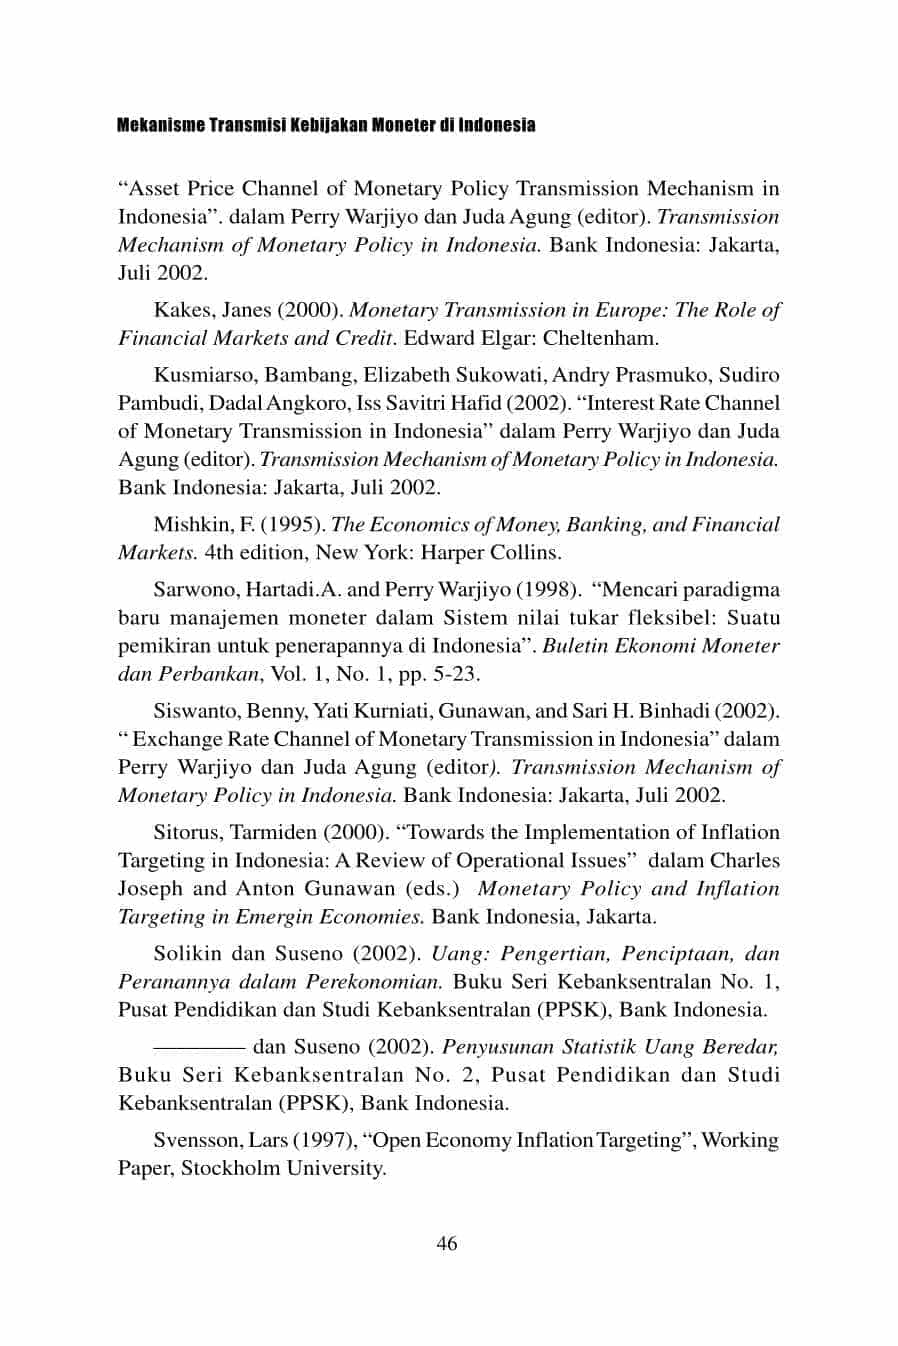 Mekanisme Transmisi Kebijakan Moneter di Indonesia
“Asset Price Channel of Monetary Policy Transmission Mechanism in
Indonesia”. dalam Perry Warjiyo dan Juda Agung (editor). Transmission
Mechanism of Monetary Policy in Indonesia. Bank Indonesia: Jakarta,
Juli 2002.
Kakes, Janes (2000). Monetary Transmission in Europe: The Role of
Financial Markets and Credit. Edward Elgar: Cheltenham.
Kusmiarso, Bambang, Elizabeth Sukowati, Andry Prasmuko, Sudiro
Pambudi, Dadal Angkoro, Iss Savitri Hafid (2002). “Interest Rate Channel
of Monetary Transmission in Indonesia” dalam Perry Warjiyo dan Juda
Agung (editor). Transmission Mechanism of Monetary Policy in Indonesia.
Bank Indonesia: Jakarta, Juli 2002.
Mishkin, F. (1995). The Economics of Money, Banking, and Financial
Markets. 4th edition, New York: Harper Collins.
Sarwono, Hartadi.A. and Perry Warjiyo (1998). “Mencari paradigma
baru manajemen moneter dalam Sistem nilai tukar fleksibel: Suatu
pemikiran untuk penerapannya di Indonesia”. Buletin Ekonomi Moneter
dan Perbankan, Vol. 1, No. 1, pp. 5-23.
Siswanto, Benny, Yati Kurniati, Gunawan, and Sari H. Binhadi (2002).
“ Exchange Rate Channel of Monetary Transmission in Indonesia” dalam
Perry Warjiyo dan Juda Agung (editor). Transmission Mechanism of
Monetary Policy in Indonesia. Bank Indonesia: Jakarta, Juli 2002.
Sitorus, Tarmiden (2000). “Towards the Implementation of Inflation
Targeting in Indonesia: A Review of Operational Issues” dalam Charles
Joseph and Anton Gunawan (eds.) Monetary Policy and Inflation
Targeting in Emergin Economies. Bank Indonesia, Jakarta.
Solikin dan Suseno (2002). Uang: Pengertian, Penciptaan, dan
Peranannya dalam Perekonomian. Buku Seri Kebanksentralan No. 1,
Pusat Pendidikan dan Studi Kebanksentralan (PPSK), Bank Indonesia.
———— dan Suseno (2002). Penyusunan Statistik Uang Beredar,
Buku Seri Kebanksentralan No. 2, Pusat Pendidikan dan Studi
Kebanksentralan (PPSK), Bank Indonesia.
Svensson, Lars (1997), “Open Economy Inflation Targeting”, Working
Paper, Stockholm University.
46